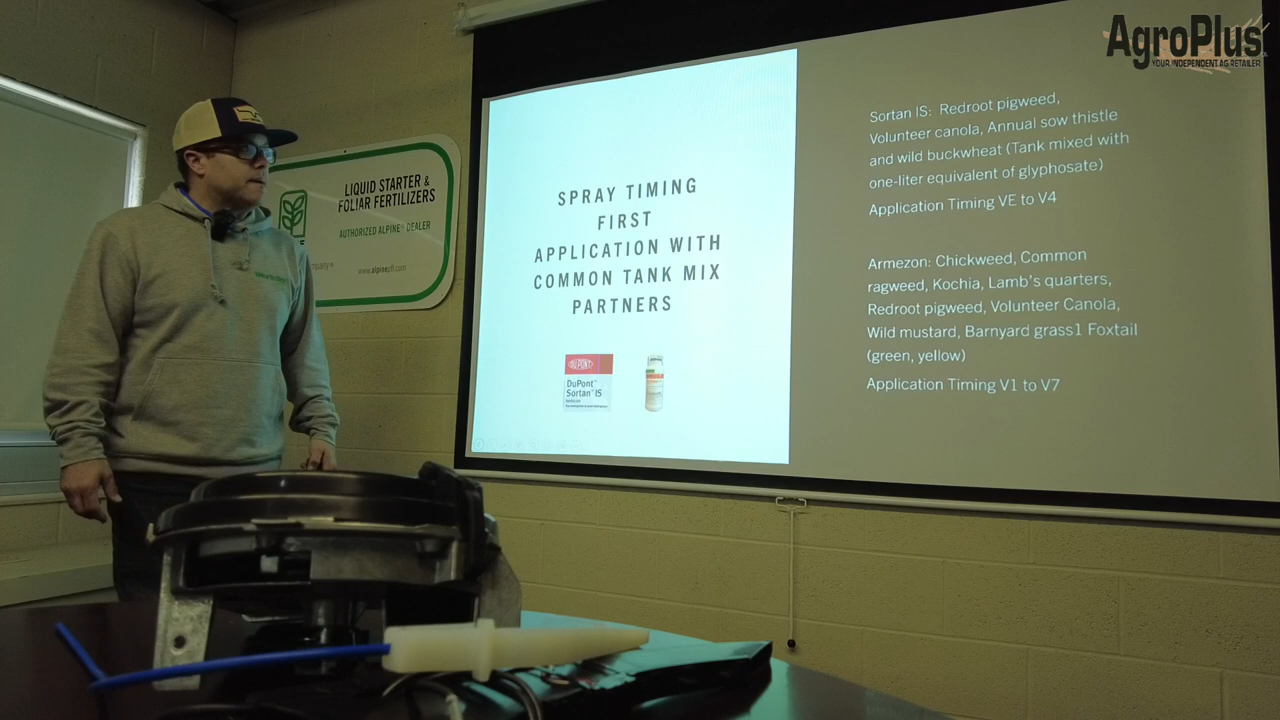 AgroPlus
YOUR INDEPENDENT AG RETAILER
LIQUID STARTER &
FOLIAR FERTILIZERS
AUTHORIZED ALPINE® DEALER
www.alpinepfl.com
SPRAY TIMING
FIRST
APPLICATION WITH
COMMON TANK MIX
PARTNERS
DUPONT
DuPont™
Sortan™ IS
Sortan IS: Redroot pigweed,
Volunteer canola, Annual sow thistle
and wild buckwheat (Tank mixed with
one-liter equivalent of glyphosate)
Application Timing VE to V4
Armezon: Chickweed, Common
ragweed, Kochia, Lamb's quarters,
Redroot pigweed, Volunteer Canola,
Wild mustard, Barnyard grass1 Foxtail
(green, yellow)
Application Timing V1 to V7